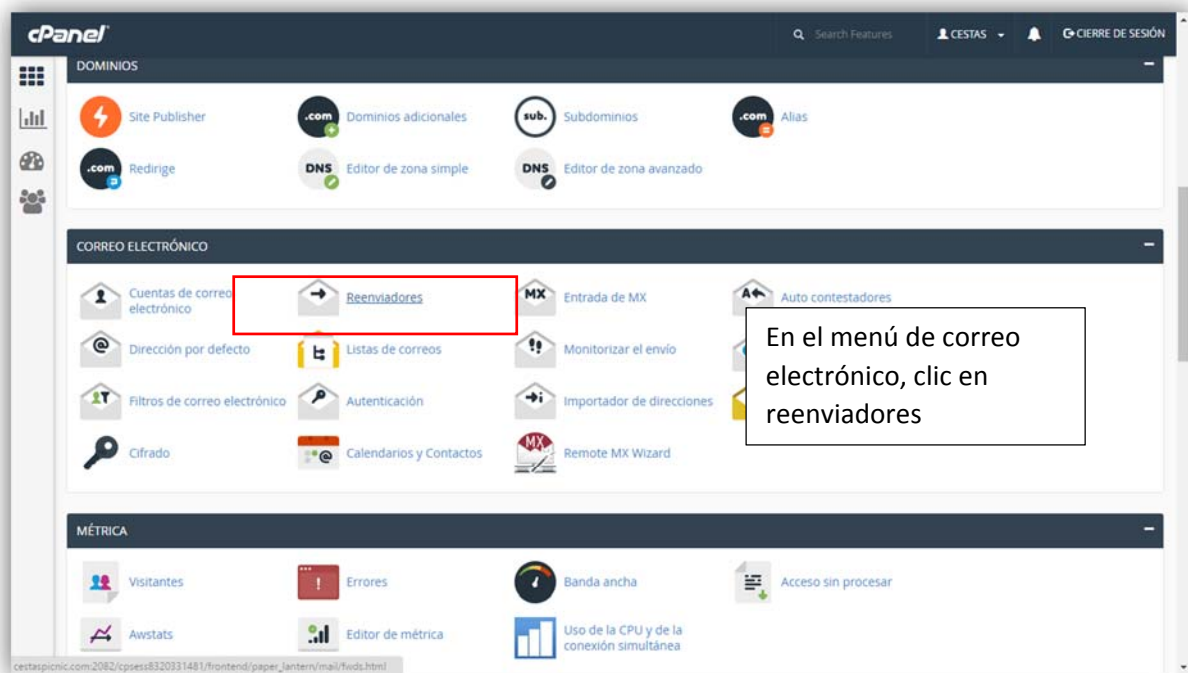 cPanel
Search Features
CESTAS
CIERRE DE SESIÓN
DOMINIOS
Site Publisher
.com
Dominios adicionales
sub.
Subdominios
.com
Alias
.com
Redirige
DNS
Editor de zona simple
DNS
Editor de zona avanzado
CORREO ELECTRÓNICO
Cuentas de correo
electrónico
Reenviadores
MX
Entrada de MX
A
Auto contestadores
Dirección por defecto
Listas de correos
Monitorizar el envío
En el menú de correo
electrónico, clic en
reenviadores
Filtros de correo electrónico
Autenticación
Importador de direcciones
Cifrado
Calendarios y Contactos
MX
Remote MX Wizard
MÉTRICA
Visitantes
Errores
Banda ancha
Acceso sin procesar
Awstats
Editor de métrica
Uso de la CPU y de la
conexión simultánea
cestaspicnic.com:2082/cpsess8320331481/frontend/paper_lantern/mail/fwds.html